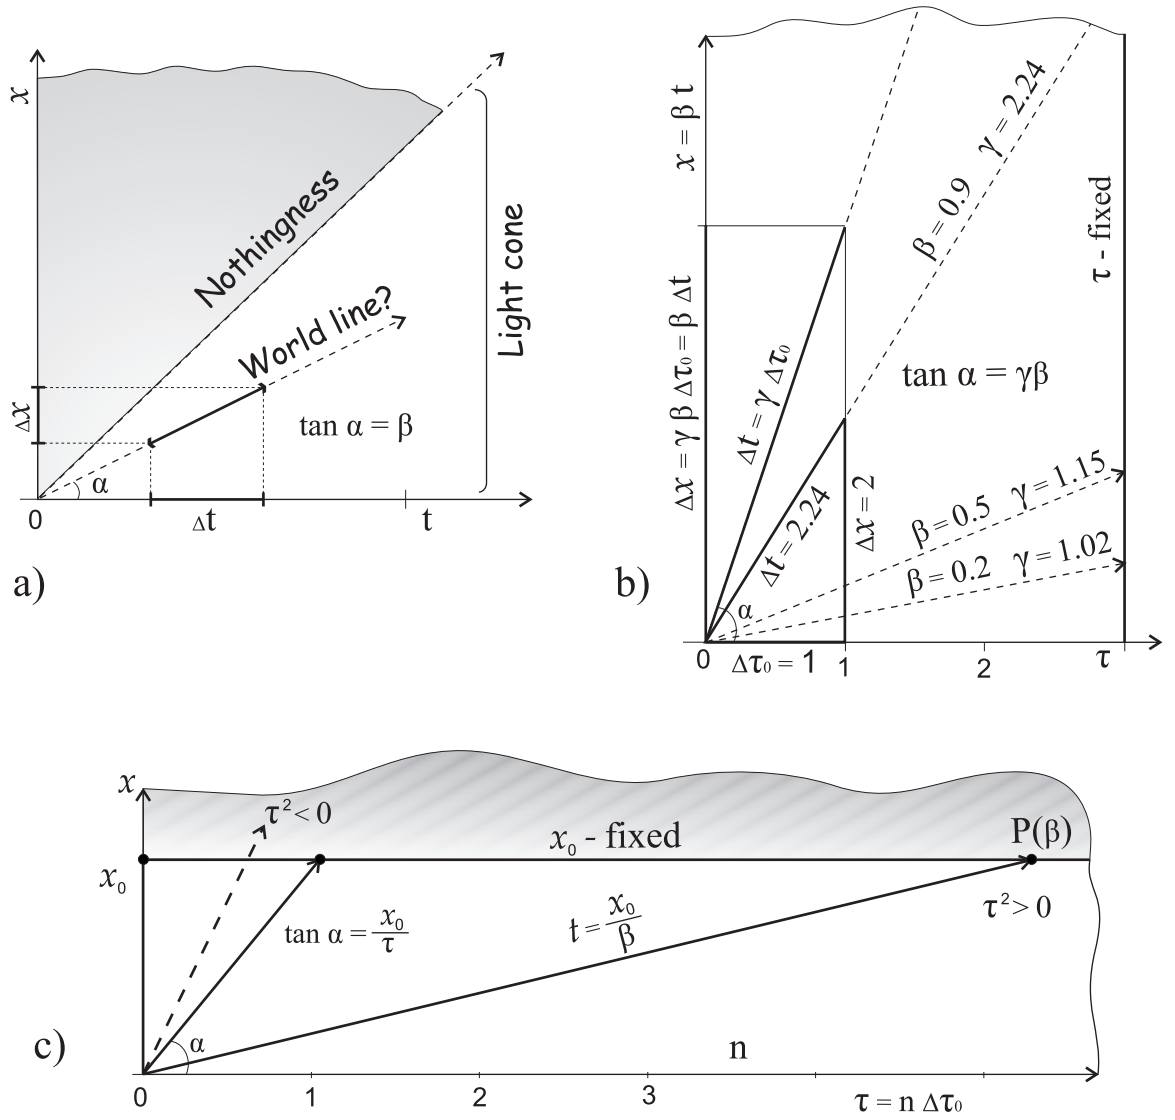 x
Nothingness
World line?
Light cone
Δx
tan α = β
α
0
Δt
t
a)
x = β t
β = 0.9 γ = 2.24
τ - fixed
Δx = γ β Δτ₀ = β Δt
Δt = γ Δτ₀
tan α = γβ
Δt = 2.24
Δx = 2
β = 0.5 γ = 1.15
β = 0.2 γ = 1.02
α
b)
0 Δτ₀ = 1 1 2 τ
x
τ² < 0
x₀ - fixed
P(β)
x₀
tan α = x₀/τ
t = x₀/β
τ² > 0
α
n
c)
0 1 2 3 τ = n Δτ₀